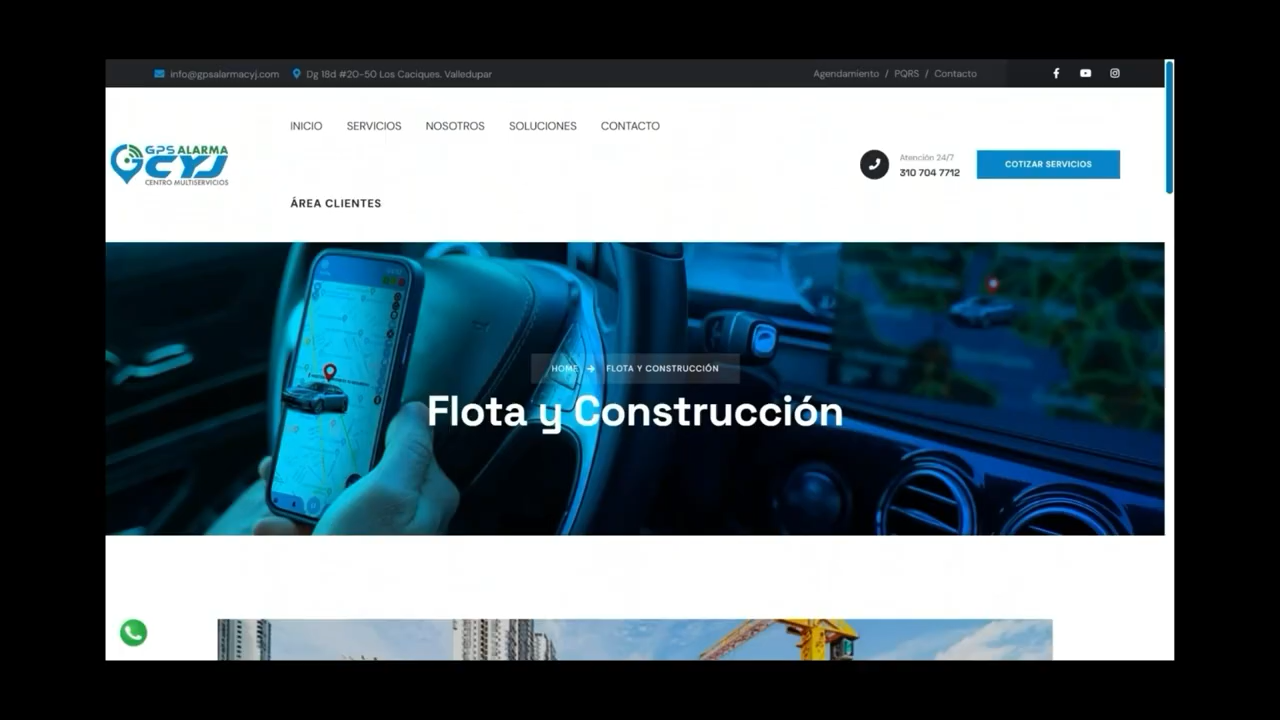 info@gpsalarmacyj.com
Dg 18d #20-50 Los Caciques. Valledupar
Agendamiento / PQRS / Contacto
INICIO SERVICIOS NOSOTROS SOLUCIONES CONTACTO
GPS ALARMA
CYJ
CENTRO MULTISERVICIOS
Atención 24/7
310 704 7712
COTIZAR SERVICIOS
ÁREA CLIENTES
HOME → FLOTA Y CONSTRUCCIÓN
Flota y Construcción